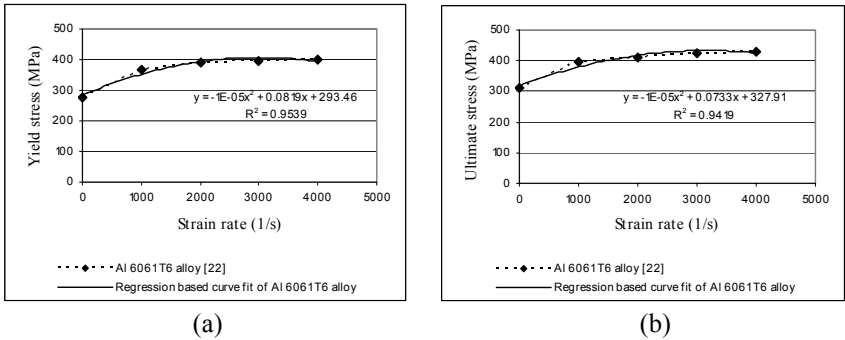 500
400
300
200
100
0
0 1000 2000 3000 4000 5000
Yield stress (MPa)
Strain rate (1/s)
y = -1E-05x² + 0.0819x + 293.46
R² = 0.9539
Al 6061T6 alloy [22]
Regression based curve fit of Al 6061T6 alloy
(a)
500
400
300
200
100
0
0 1000 2000 3000 4000 5000
Ultimate stress (MPa)
Strain rate (1/s)
y = -1E-05x² + 0.0733x + 327.91
R² = 0.9419
Al 6061T6 alloy [22]
Regression based curve fit of Al 6061T6 alloy
(b)